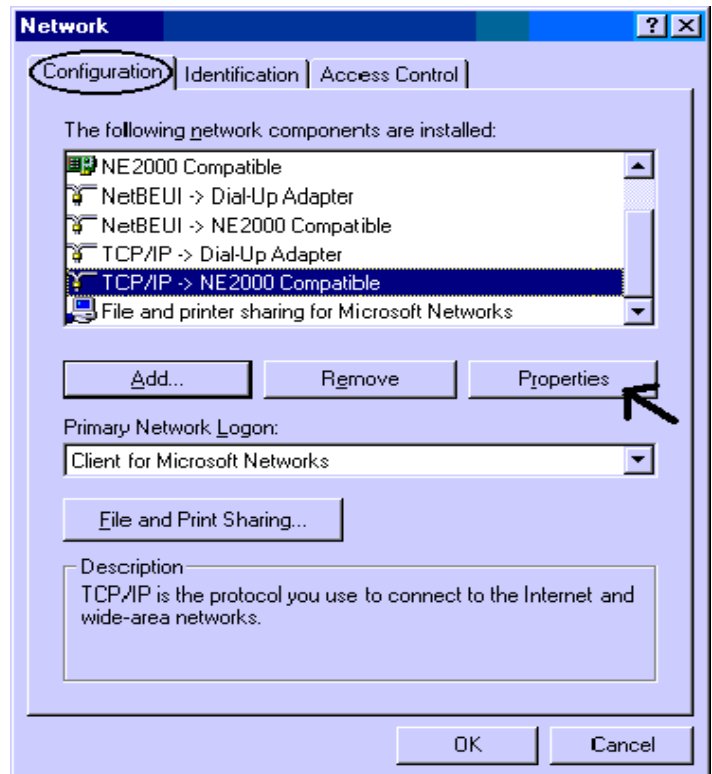 Network
Configuration Identification Access Control
The following network components are installed:
NE2000 Compatible
NetBEUI -> Dial-Up Adapter
NetBEUI -> NE2000 Compatible
TCP/IP -> Dial-Up Adapter
TCP/IP -> NE2000 Compatible
File and printer sharing for Microsoft Networks
Add... Remove Properties
Primary Network Logon:
Client for Microsoft Networks
File and Print Sharing...
Description
TCP/IP is the protocol you use to connect to the Internet and
wide-area networks.
OK Cancel